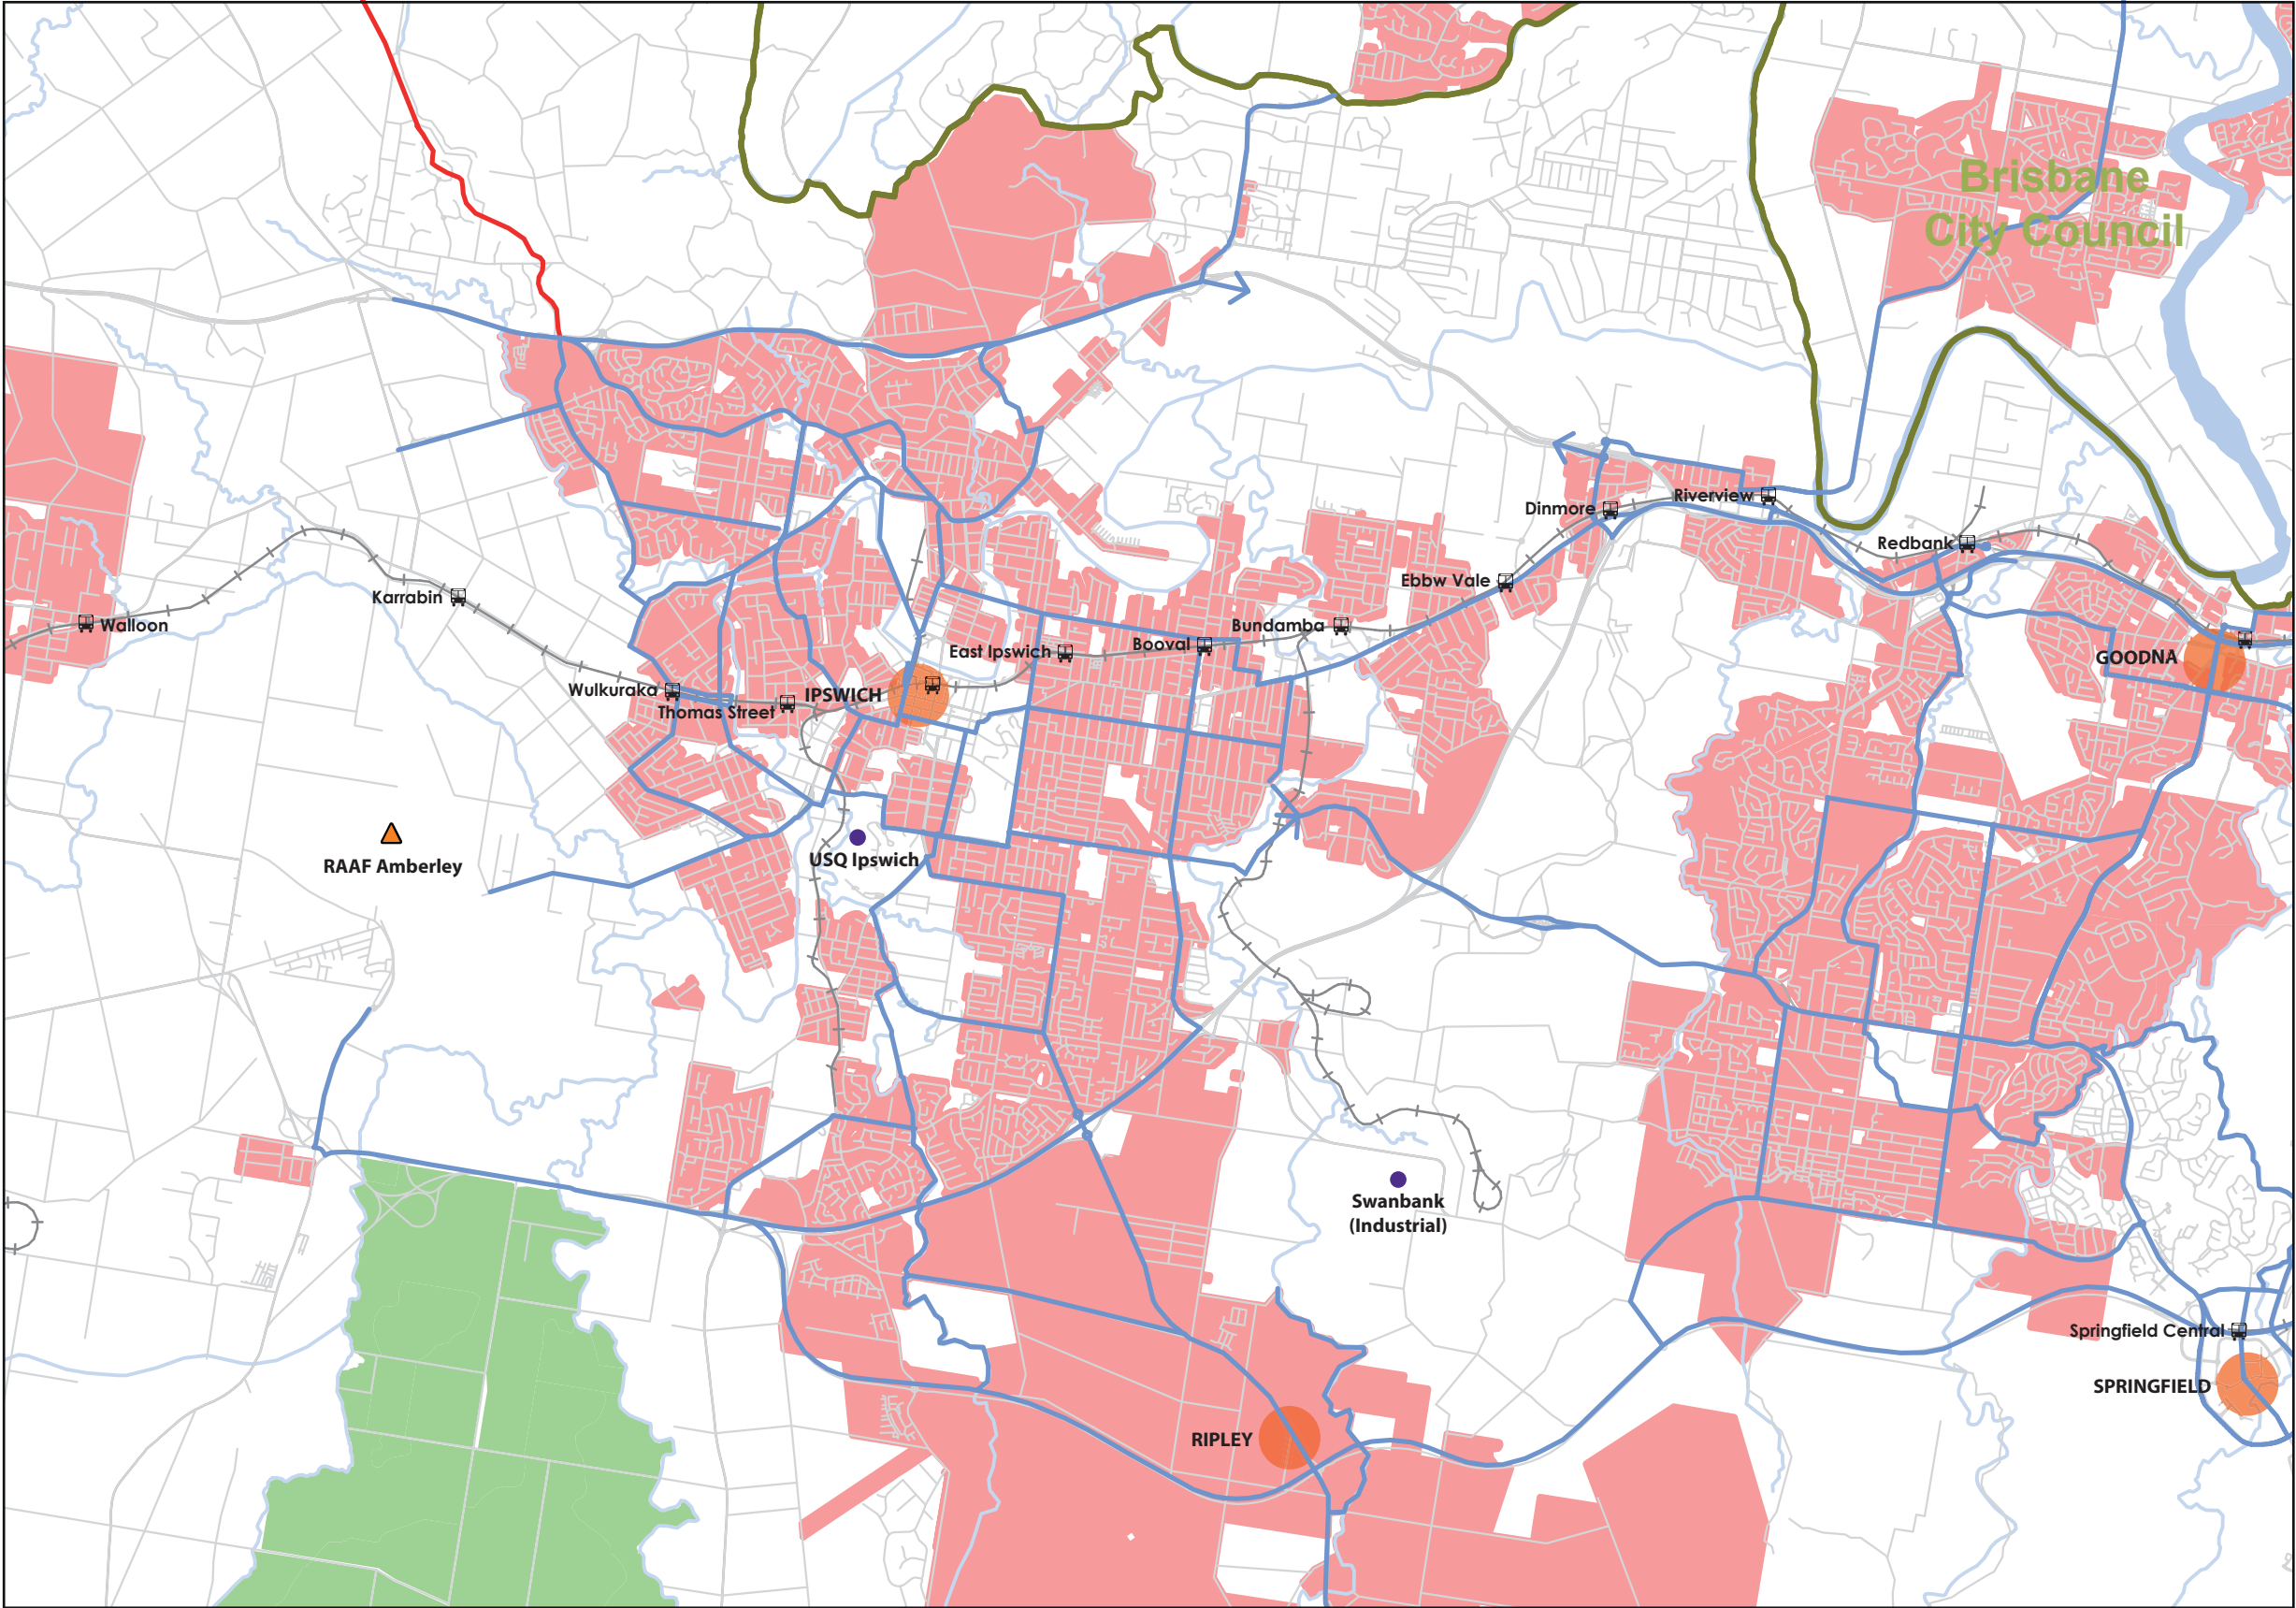 Brisbane
City Council
Riverview
Dinmore
Redbank
Ebbw Vale
Karrabin
Walloon
Bundamba
Booval
East Ipswich
GOODNA
Wulkuraka
IPSWICH
Thomas Street
RAAF Amberley
USQ Ipswich
Swanbank
(Industrial)
Springfield Central
SPRINGFIELD
RIPLEY